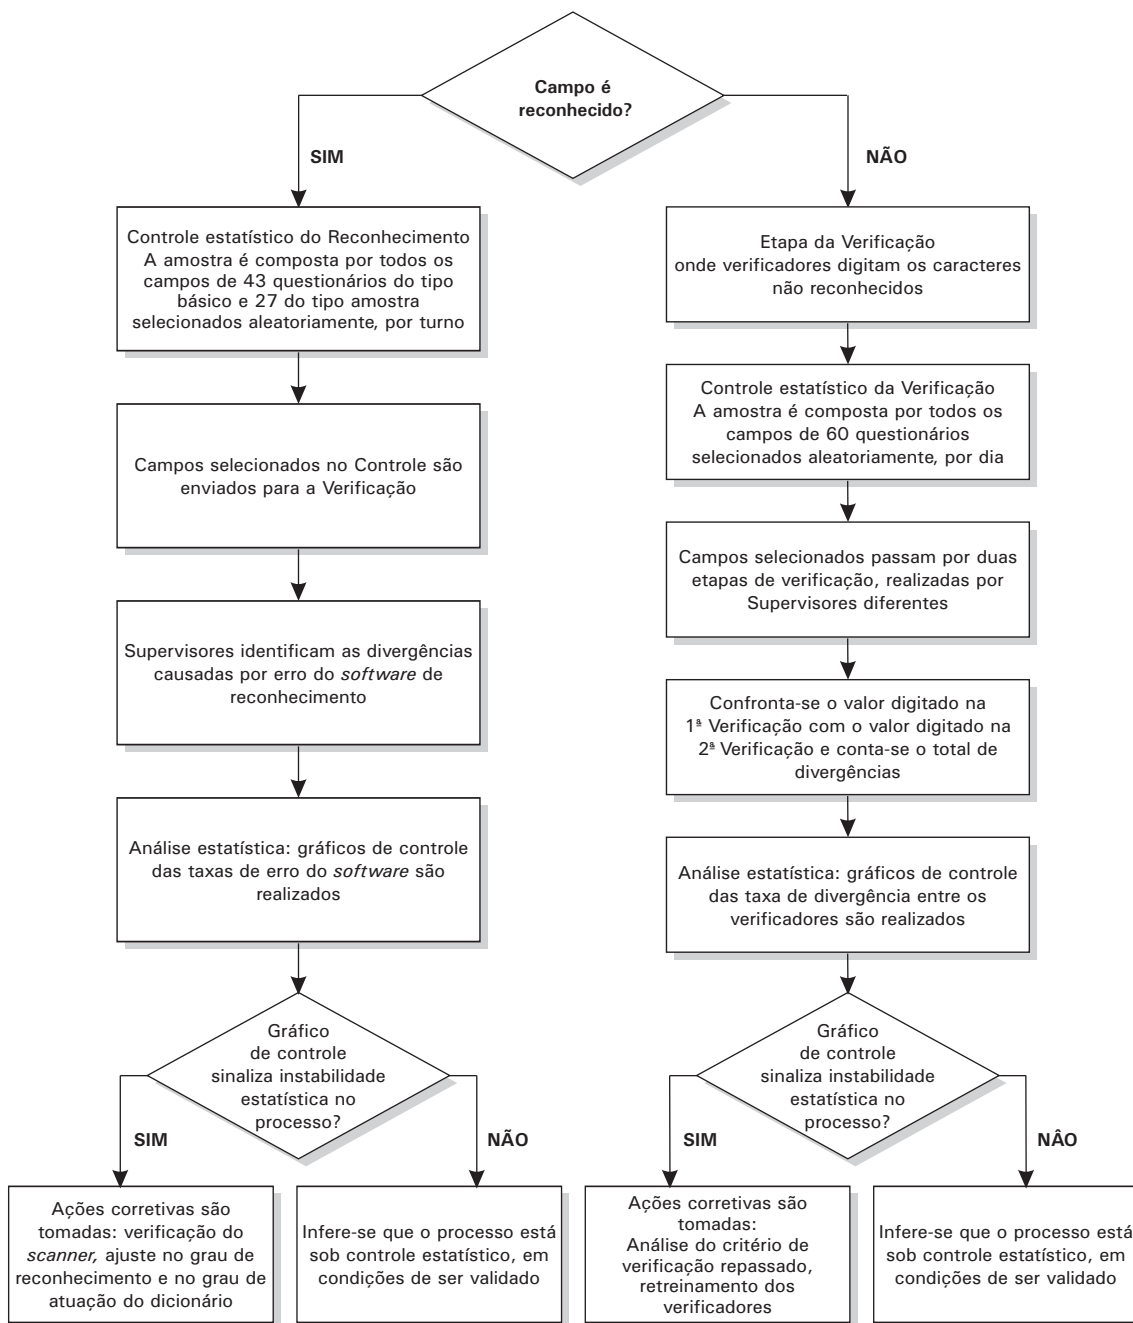 Campo é
reconhecido?
SIM
NÃO
Controle estatístico do Reconhecimento
A amostra é composta por todos os
campos de 43 questionários do tipo
básico e 27 do tipo amostra
selecionados aleatoriamente, por turno
Campos selecionados no Controle são
enviados para a Verificação
Supervisores identificam as divergências
causadas por erro do software de
reconhecimento
Análise estatística: gráficos de controle
das taxas de erro do software são
realizados
Gráfico
de controle
sinaliza instabilidade
estatística no
processo?
SIM
NÃO
Ações corretivas são
tomadas: verificação do
scanner, ajuste no grau de
reconhecimento e no grau de
atuação do dicionário
Infere-se que o processo está
sob controle estatístico, em
condições de ser validado
Etapa da Verificação
onde verificadores digitam os caracteres
não reconhecidos
Controle estatístico da Verificação
A amostra é composta por todos os
campos de 60 questionários
selecionados aleatoriamente, por dia
Campos selecionados passam por duas
etapas de verificação, realizadas por
Supervisores diferentes
Confronta-se o valor digitado na
1ª Verificação com o valor digitado na
2ª Verificação e conta-se o total de
divergências
Análise estatística: gráficos de controle
das taxa de divergência entre os
verificadores são realizados
Gráfico
de controle
sinaliza instabilidade
estatística no
processo?
SIM
NÂO
Ações corretivas são
tomadas:
Análise do critério de
verificação repassado,
retreinamento dos
verificadores
Infere-se que o processo está
sob controle estatístico, em
condições de ser validado